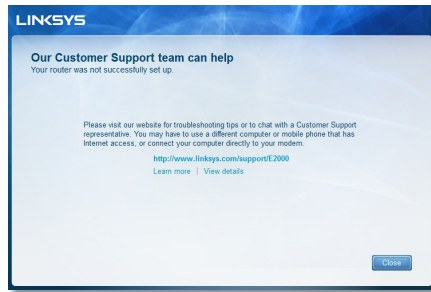 LINKSYS
Our Customer Support team can help
Your router was not successfully set up.
Please visit our website for troubleshooting tips or to chat with a Customer Support
representative. You may have to use a different computer or mobile phone that has
Internet access, or connect your computer directly to your modem.
http://www.linksys.com/support/E2000
Learn more | View details
Close